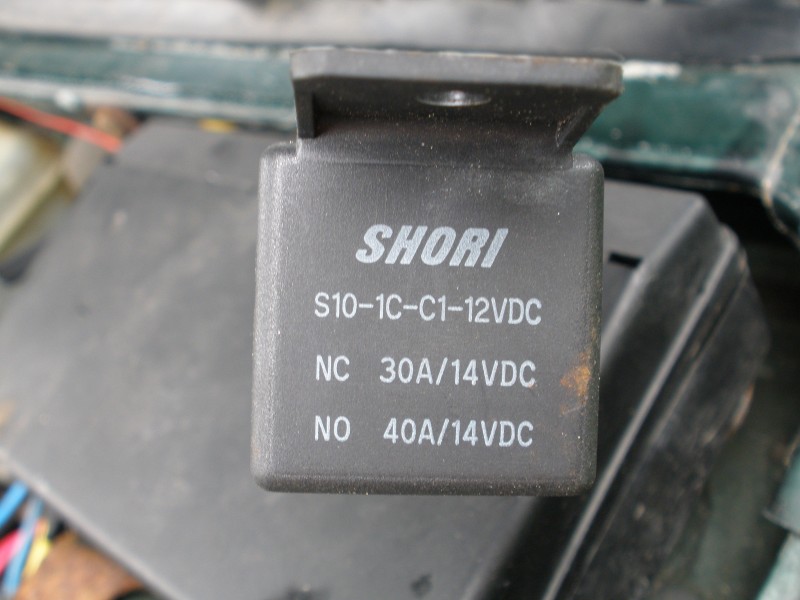 SHORI
S10-1C-C1-12VDC
NC 30A/14VDC
NO 40A/14VDC